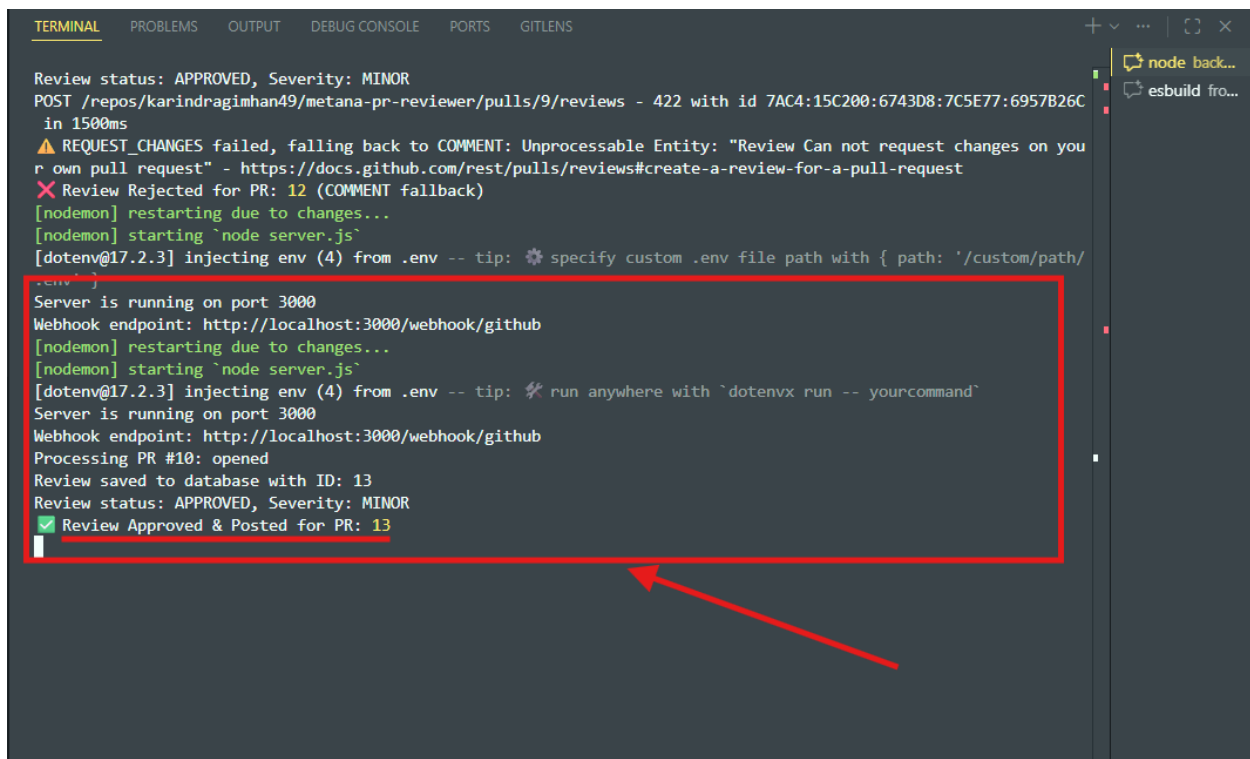 TERMINAL PROBLEMS OUTPUT DEBUG CONSOLE PORTS GITLENS
node back...
esbuild fro...
Review status: APPROVED, Severity: MINOR
POST /repos/karindragimhan49/metana-pr-reviewer/pulls/9/reviews - 422 with id 7AC4:15C200:6743D8:7C5E77:6957B26C
in 1500ms
⚠ REQUEST_CHANGES failed, falling back to COMMENT: Unprocessable Entity: "Review Can not request changes on you
r own pull request" - https://docs.github.com/rest/pulls/reviews#create-a-review-for-a-pull-request
❌ Review Rejected for PR: 12 (COMMENT fallback)
[nodemon] restarting due to changes...
[nodemon] starting `node server.js`
[dotenv@17.2.3] injecting env (4) from .env -- tip: ⚙ specify custom .env file path with { path: '/custom/path/
.env' }
Server is running on port 3000
Webhook endpoint: http://localhost:3000/webhook/github
[nodemon] restarting due to changes...
[nodemon] starting `node server.js`
[dotenv@17.2.3] injecting env (4) from .env -- tip: 🛠 run anywhere with `dotenvx run -- yourcommand`
Server is running on port 3000
Webhook endpoint: http://localhost:3000/webhook/github
Processing PR #10: opened
Review saved to database with ID: 13
Review status: APPROVED, Severity: MINOR
✅ Review Approved & Posted for PR: 13